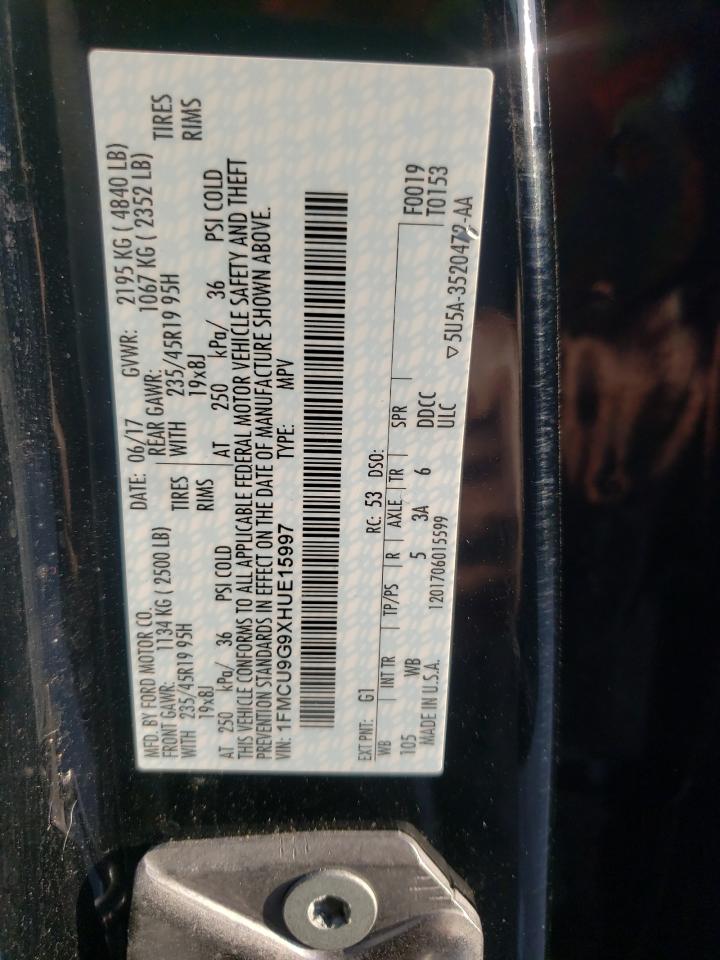 MFD. BY FORD MOTOR CO. DATE: 06/17 GVWR: 2195 KG ( 4840 LB)
FRONT GAWR: 1134 KG ( 2500 LB) REAR GAWR: 1067 KG ( 2352 LB)
WITH 235/45R19 95H TIRES WITH 235/45R19 95H TIRES
19x8J RIMS 19x8J RIMS
AT 250 kPa/ 36 PSI COLD AT 250 kPa/ 36 PSI COLD
THIS VEHICLE CONFORMS TO ALL APPLICABLE FEDERAL MOTOR VEHICLE SAFETY AND THEFT
PREVENTION STANDARDS IN EFFECT ON THE DATE OF MANUFACTURE SHOWN ABOVE.
VIN: 1FMCU9G9XHUE15997 TYPE: MPV
EXT PNT: G1 RC: 53 DSO: F0019
WB INT TR TP/PS R AXLE TR SPR T0153
105 WB 5 3A 6 DDCC
MADE IN U.S.A. 1201706015599 ULC ▽5U5A-3520472-AA